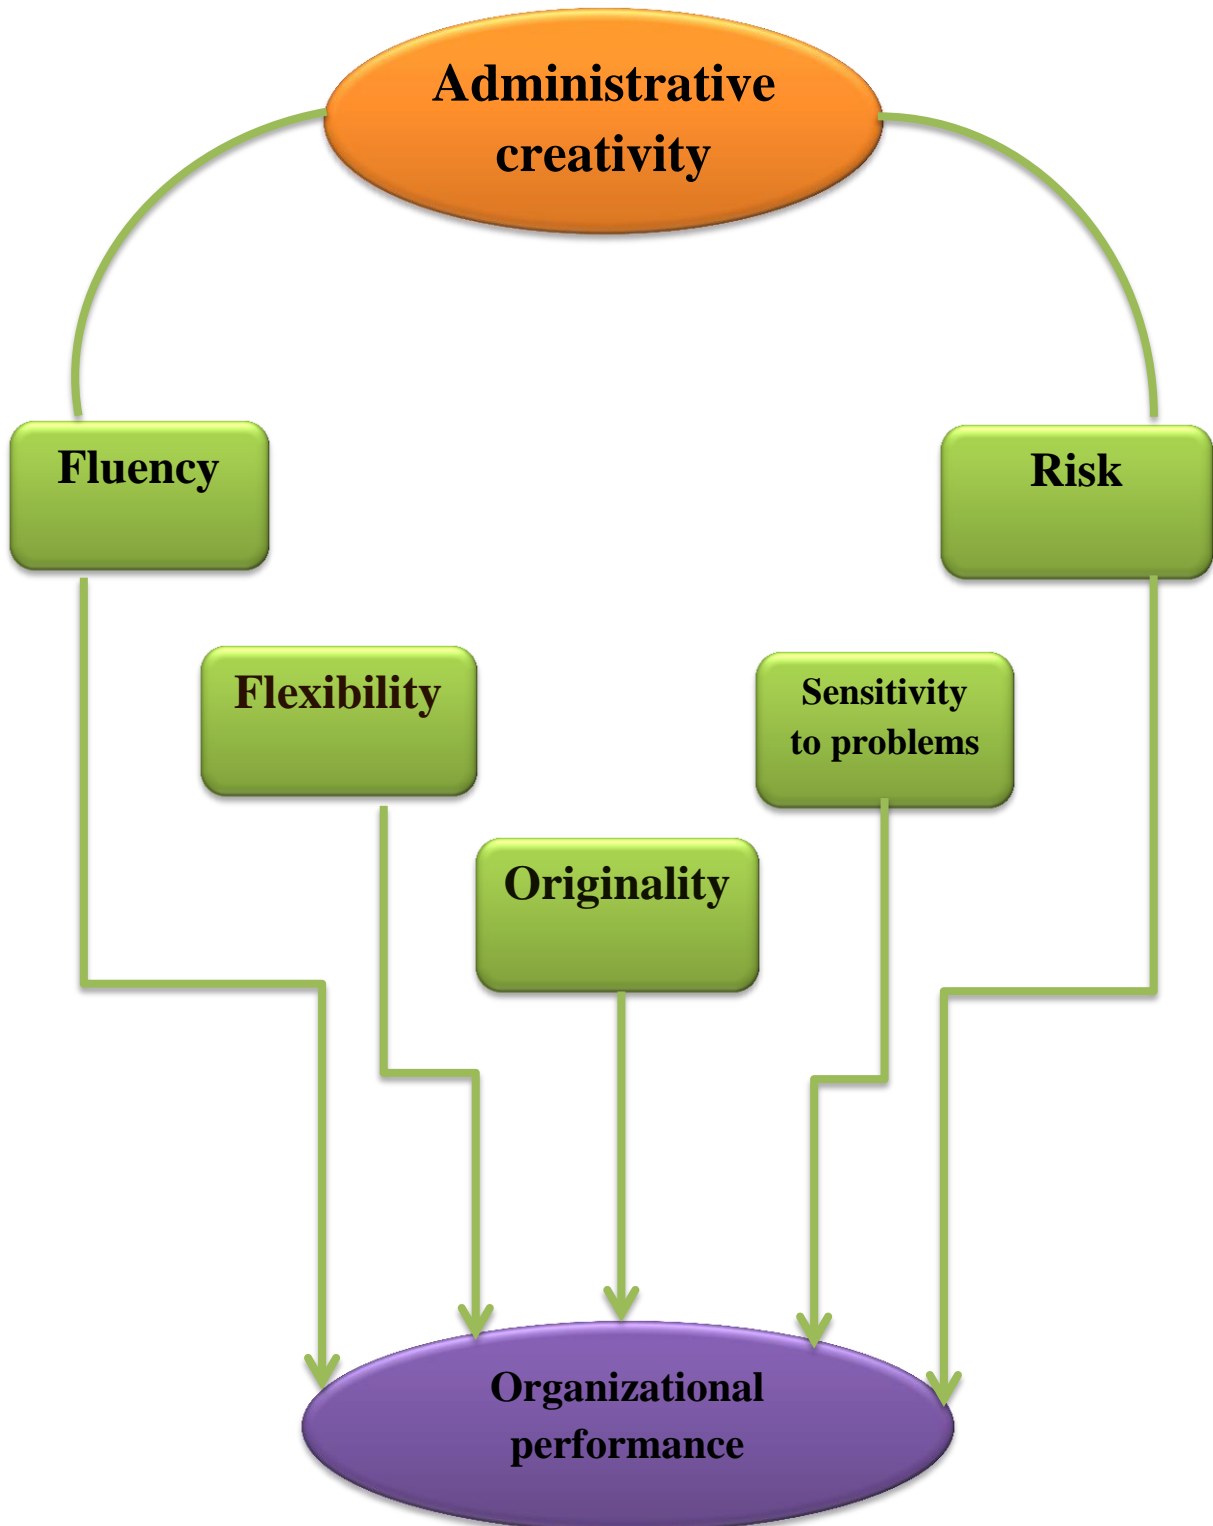 Administrative
creativity
Fluency
Risk
Flexibility
Sensitivity
to problems
Originality
Organizational
performance